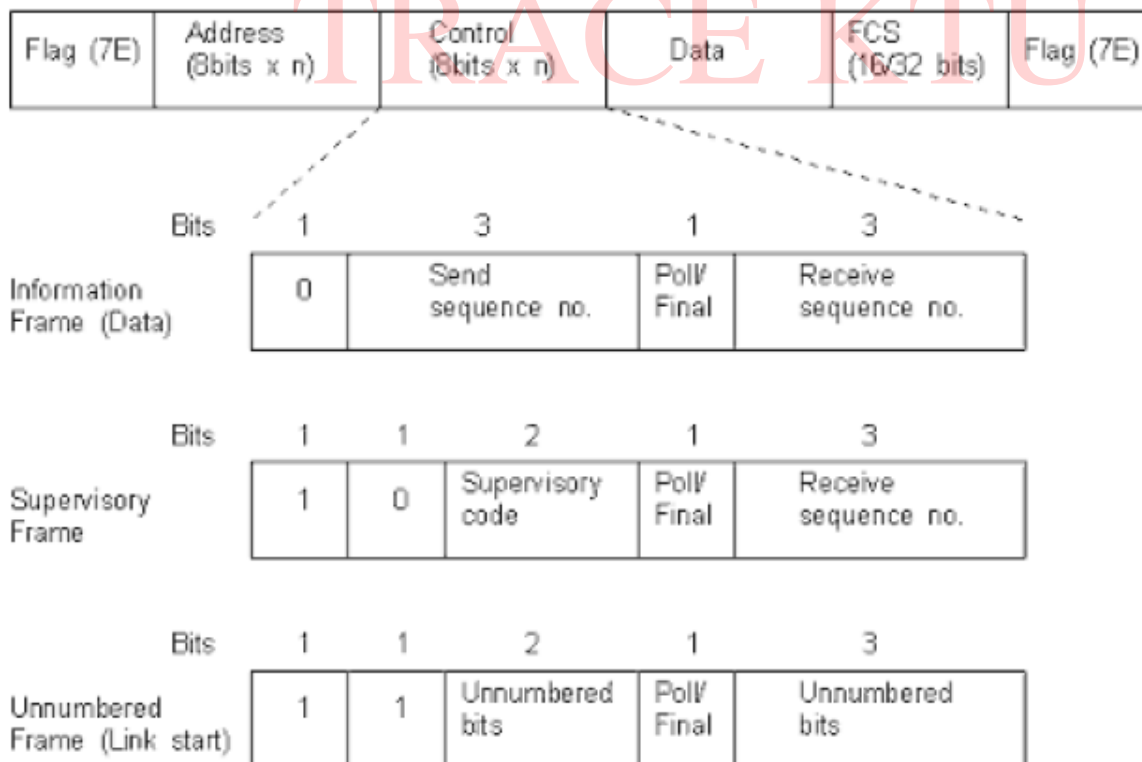 TRACE KTU
Flag (7E)
Address
(8bits x n)
Control
(8bits x n)
Data
FCS
(16/32 bits)
Flag (7E)
Bits 1 3 1 3
Information
Frame (Data)
0
Send
sequence no.
Poll/
Final
Receive
sequence no.
Bits 1 1 2 1 3
Supervisory
Frame
1
0
Supervisory
code
Poll/
Final
Receive
sequence no.
Bits 1 1 2 1 3
Unnumbered
Frame (Link start)
1
1
Unnumbered
bits
Poll/
Final
Unnumbered
bits